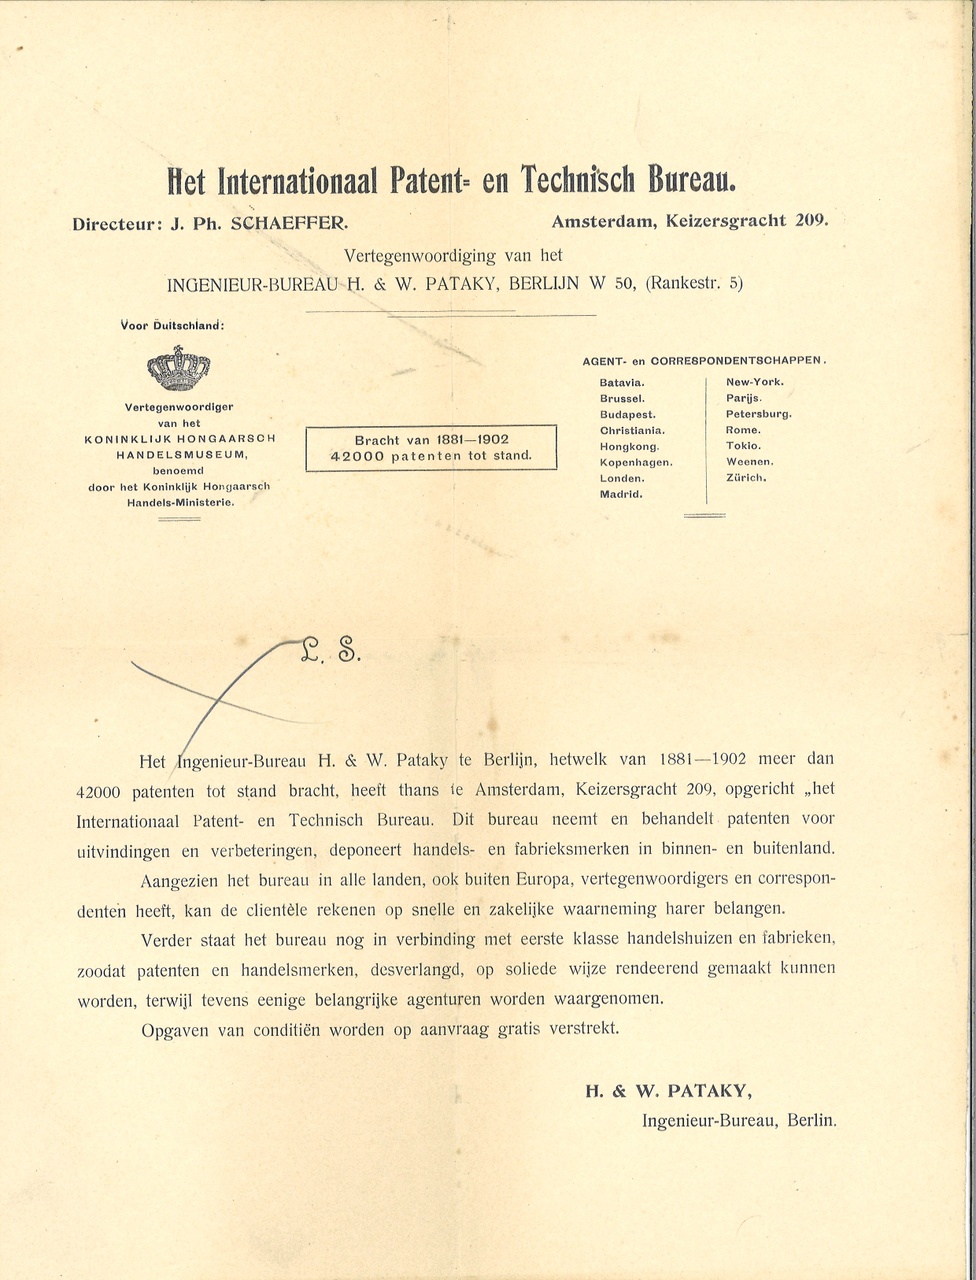 Het Internationaal Patent- en Technisch Bureau.
Directeur: J. Ph. SCHAEFFER.
Amsterdam, Keizersgracht 209.
Vertegenwoordiging van het
INGENIEUR-BUREAU H. & W. PATAKY, BERLIJN W 50, (Rankestr. 5)
Voor Duitschland:
Vertegenwoordiger
van het
KONINKLIJK HONGAARSCH
HANDELSMUSEUM,
benoemd
door het Koninklijk Hongaarsch
Handels-Ministerie.
Bracht van 1881—1902
42000 patenten tot stand.
AGENT- en CORRESPONDENTSCHAPPEN.
Batavia.
Brussel.
Budapest.
Christiania.
Hongkong.
Kopenhagen.
Londen.
Madrid.
New-York.
Parijs.
Petersburg.
Rome.
Tokio.
Weenen.
Zürich.
L. S.
Het Ingenieur-Bureau H. & W. Pataky te Berlijn, hetwelk van 1881—1902 meer dan
42000 patenten tot stand bracht, heeft thans te Amsterdam, Keizersgracht 209, opgericht „het
Internationaal Patent- en Technisch Bureau. Dit bureau neemt en behandelt patenten voor
uitvindingen en verbeteringen, deponeert handels- en fabrieksmerken in binnen- en buitenland.
Aangezien het bureau in alle landen, ook buiten Europa, vertegenwoordigers en correspon-
denten heeft, kan de clientèle rekenen op snelle en zakelijke waarneming harer belangen.
Verder staat het bureau nog in verbinding met eerste klasse handelshuizen en fabrieken,
zoodat patenten en handelsmerken, desverlangd, op soliede wijze rendeerend gemaakt kunnen
worden, terwijl tevens eenige belangrijke agenturen worden waargenomen.
Opgaven van conditiën worden op aanvraag gratis verstrekt.
H. & W. PATAKY,
Ingenieur-Bureau, Berlin.